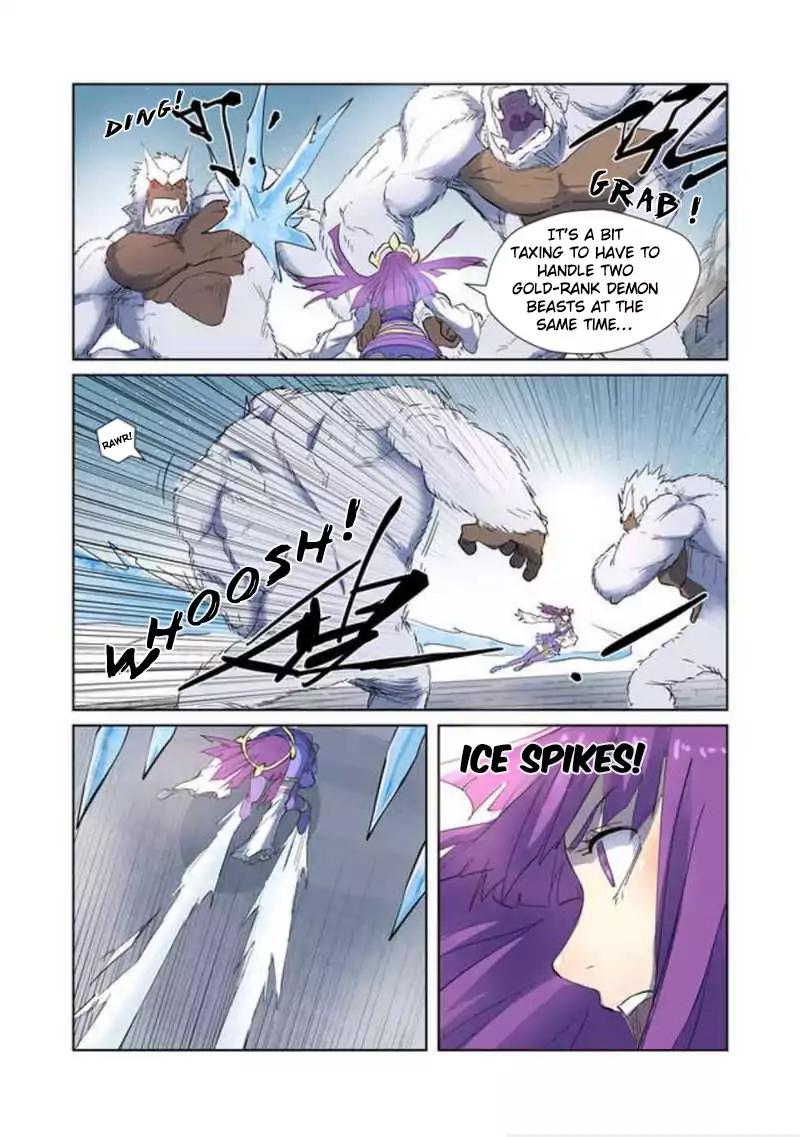 DING!
叮
GRAB!
IT'S A BIT
TAXING TO HAVE TO
HANDLE TWO
GOLD-RANK DEMON
BEASTS AT THE
SAME TIME...
RAWR!
WHOOSH!
ICE SPIKES!